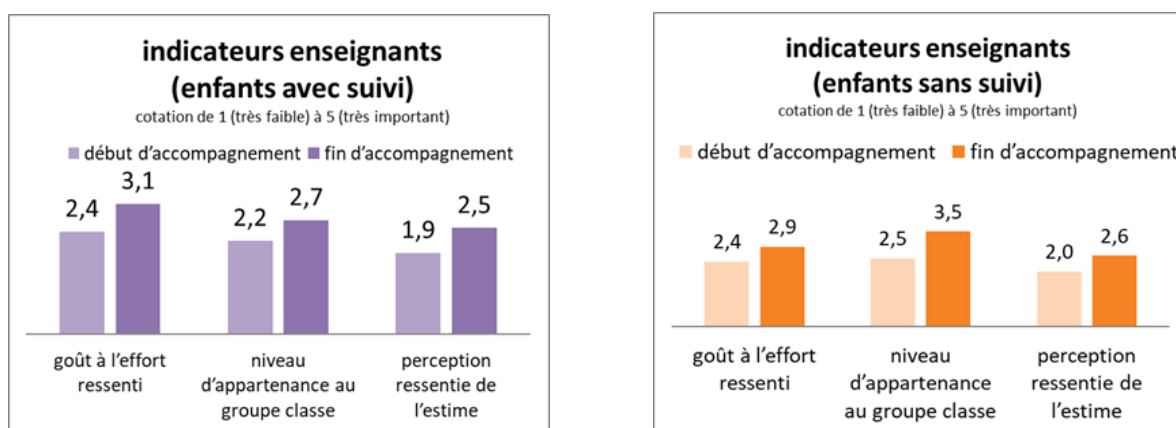 indicateurs enseignants
(enfants avec suivi)
cotation de 1 (très faible) à 5 (très important)
début d'accompagnement fin d'accompagnement
2,4 3,1 2,2 2,7 1,9 2,5
goût à l'effort ressenti
niveau d'appartenance au groupe classe
perception ressentie de l'estime
indicateurs enseignants
(enfants sans suivi)
cotation de 1 (très faible) à 5 (très important)
début d'accompagnement fin d'accompagnement
2,4 2,9 2,5 3,5 2,0 2,6
goût à l'effort ressenti
niveau d'appartenance au groupe classe
perception ressentie de l'estime